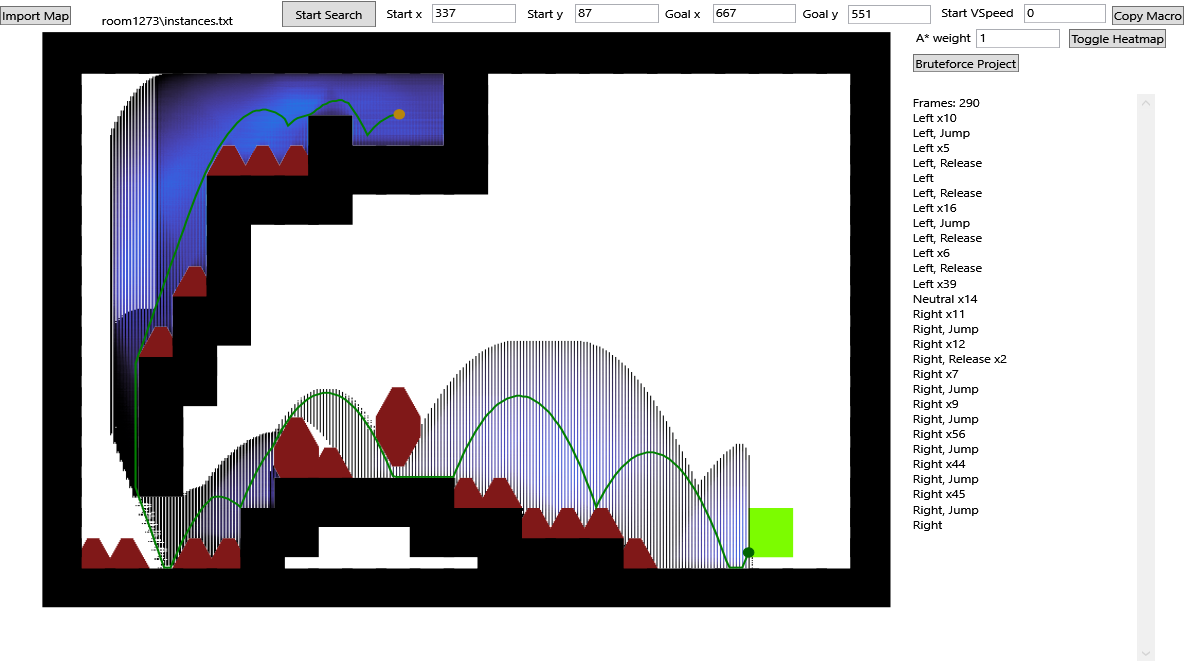 Import Map
room1273\instances.txt
Start Search
Start x 337
Start y 87
Goal x 667
Goal y 551
Start VSpeed 0
Copy Macro
A* weight 1
Toggle Heatmap
Bruteforce Project
Frames: 290
Left x10
Left, Jump
Left x5
Left, Release
Left
Left, Release
Left x16
Left, Jump
Left, Release
Left x6
Left, Release
Left x39
Neutral x14
Right x11
Right, Jump
Right x12
Right, Release x2
Right x7
Right, Jump
Right x9
Right, Jump
Right x56
Right, Jump
Right x44
Right, Jump
Right x45
Right, Jump
Right